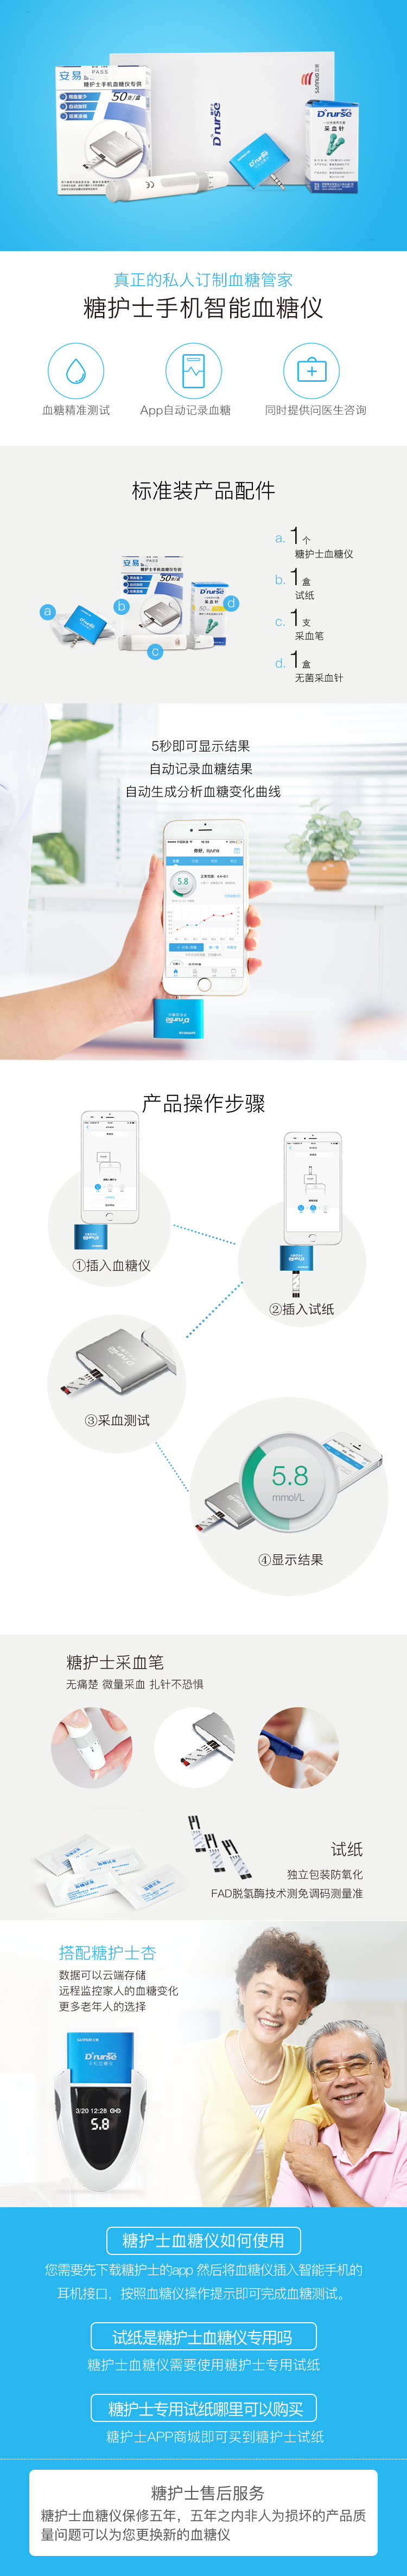 安易
PASS
糖护士手机血糖仪专供
50支/盒
D'nurse
D'nurse
D'nurse
采血针
真正的私人订制血糖管家
糖护士手机智能血糖仪
血糖精准测试
App自动记录血糖
同时提供问医生咨询
标准装产品配件
a. 1个
糖护士血糖仪
b. 1盒
试纸
c. 1支
采血笔
d. 1盒
无菌采血针
a
b
c
d
5秒即可显示结果
自动记录血糖结果
自动生成分析血糖变化曲线
5.8
产品操作步骤
①插入血糖仪
②插入试纸
③采血测试
5.8
mmol/L
④显示结果
糖护士采血笔
无痛楚 微量采血 扎针不恐惧
试纸
独立包装防氧化
FAD脱氢酶技术测免调码测量准
搭配糖护士杏
数据可以云端存储
远程监控家人的血糖变化
更多老年人的选择
D'nurse
手机血糖仪
3/20 12:28
5.8
糖护士血糖仪如何使用
您需要先下载糖护士的app 然后将血糖仪插入智能手机的
耳机接口，按照血糖仪操作提示即可完成血糖测试。
试纸是糖护士血糖仪专用吗
糖护士血糖仪需要使用糖护士专用试纸
糖护士专用试纸哪里可以购买
糖护士APP商城即可买到糖护士试纸
糖护士售后服务
糖护士血糖仪保修五年，五年之内非人为损坏的产品质
量问题可以为您更换新的血糖仪